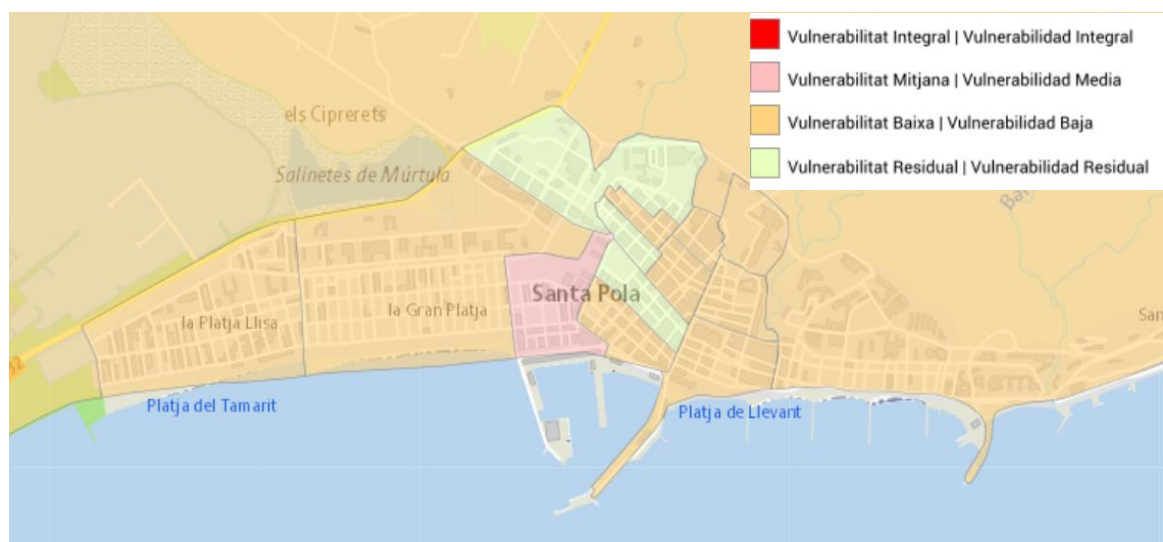 Vulnerabilitat Integral | Vulnerabilidad Integral
Vulnerabilitat Mitjana | Vulnerabilidad Media
Vulnerabilitat Baixa | Vulnerabilidad Baja
Vulnerabilitat Residual | Vulnerabilidad Residual
els Ciprerets
Salinetes de Múrtula
Santa Pola
la Gran Platja
la Platja Llisa
Platja del Tamarit
Platja de Llevant